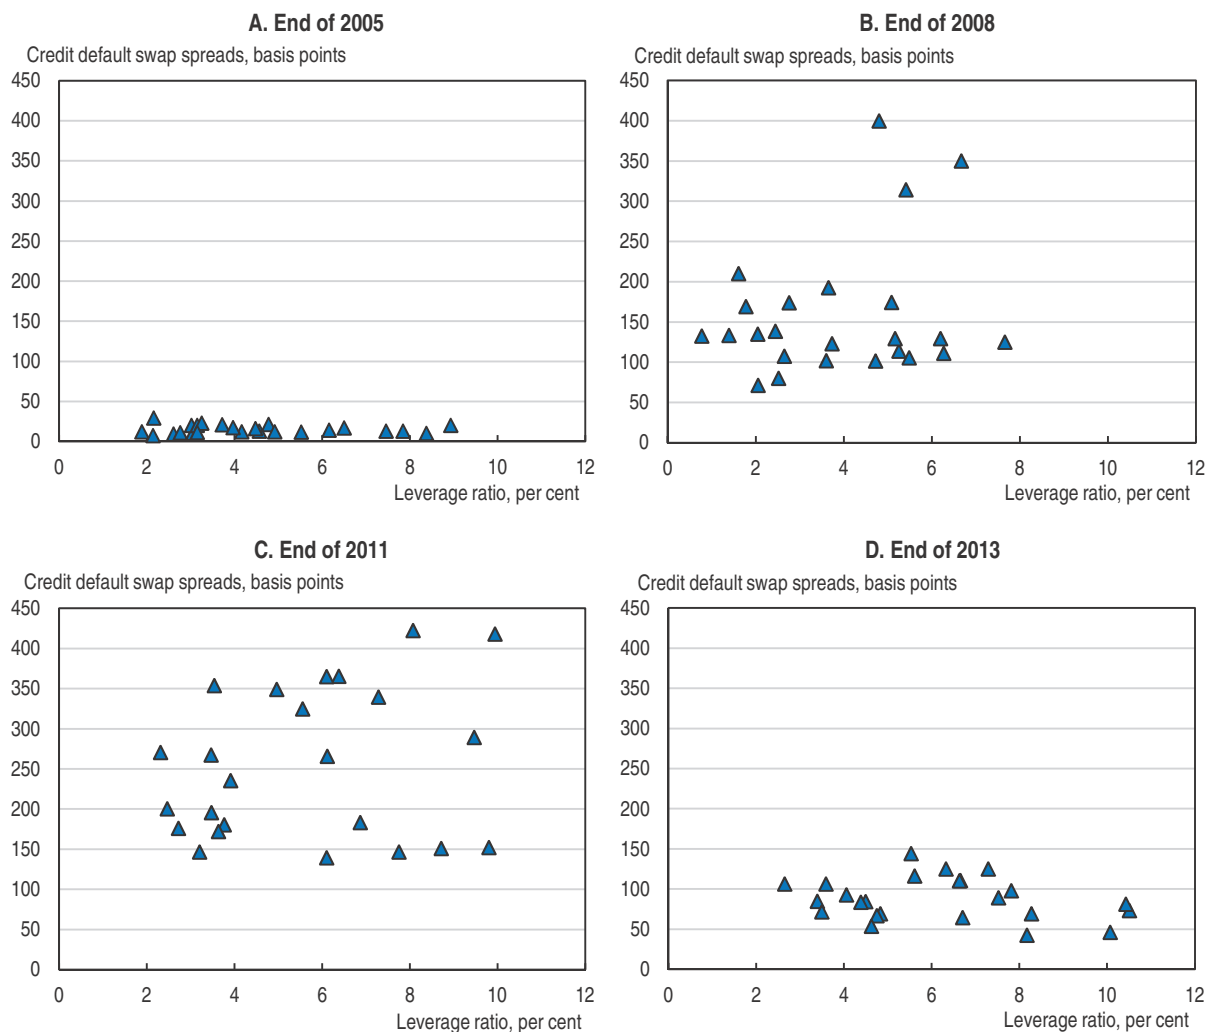 A. End of 2005
Credit default swap spreads, basis points
450
400
350
300
250
200
150
100
50
0
0 2 4 6 8 10 12
Leverage ratio, per cent
B. End of 2008
Credit default swap spreads, basis points
450
400
350
300
250
200
150
100
50
0
0 2 4 6 8 10 12
Leverage ratio, per cent
C. End of 2011
Credit default swap spreads, basis points
450
400
350
300
250
200
150
100
50
0
0 2 4 6 8 10 12
Leverage ratio, per cent
D. End of 2013
Credit default swap spreads, basis points
450
400
350
300
250
200
150
100
50
0
0 2 4 6 8 10 12
Leverage ratio, per cent